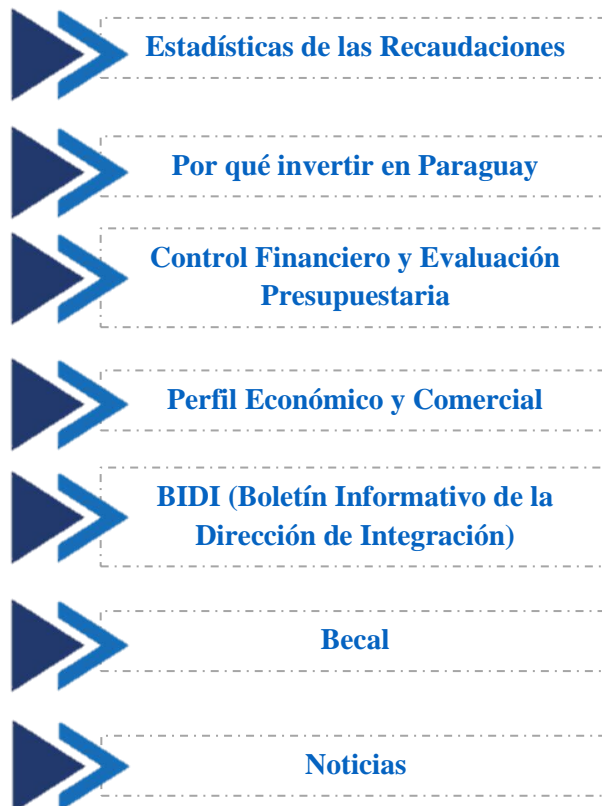 Estadísticas de las Recaudaciones
Por qué invertir en Paraguay
Control Financiero y Evaluación
Presupuestaria
Perfil Económico y Comercial
BIDI (Boletín Informativo de la
Dirección de Integración)
Becal
Noticias